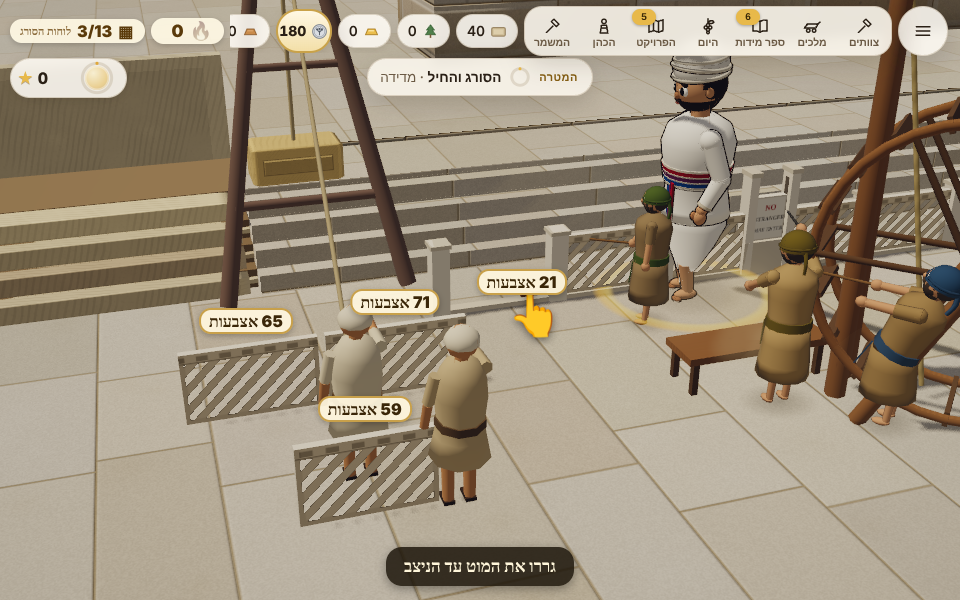 צוותים
מלכים
6
ספר מידות
היום
5
הפרויקט
הכהן
המשמר
40
0
0
180
0
0
3/13 לוחות הסורג
המטרה הסורג והחיל · מדידה
0
NO
STRANGER
21 אצבעות
71 אצבעות
65 אצבעות
59 אצבעות
גררו את המוט עד הניצב